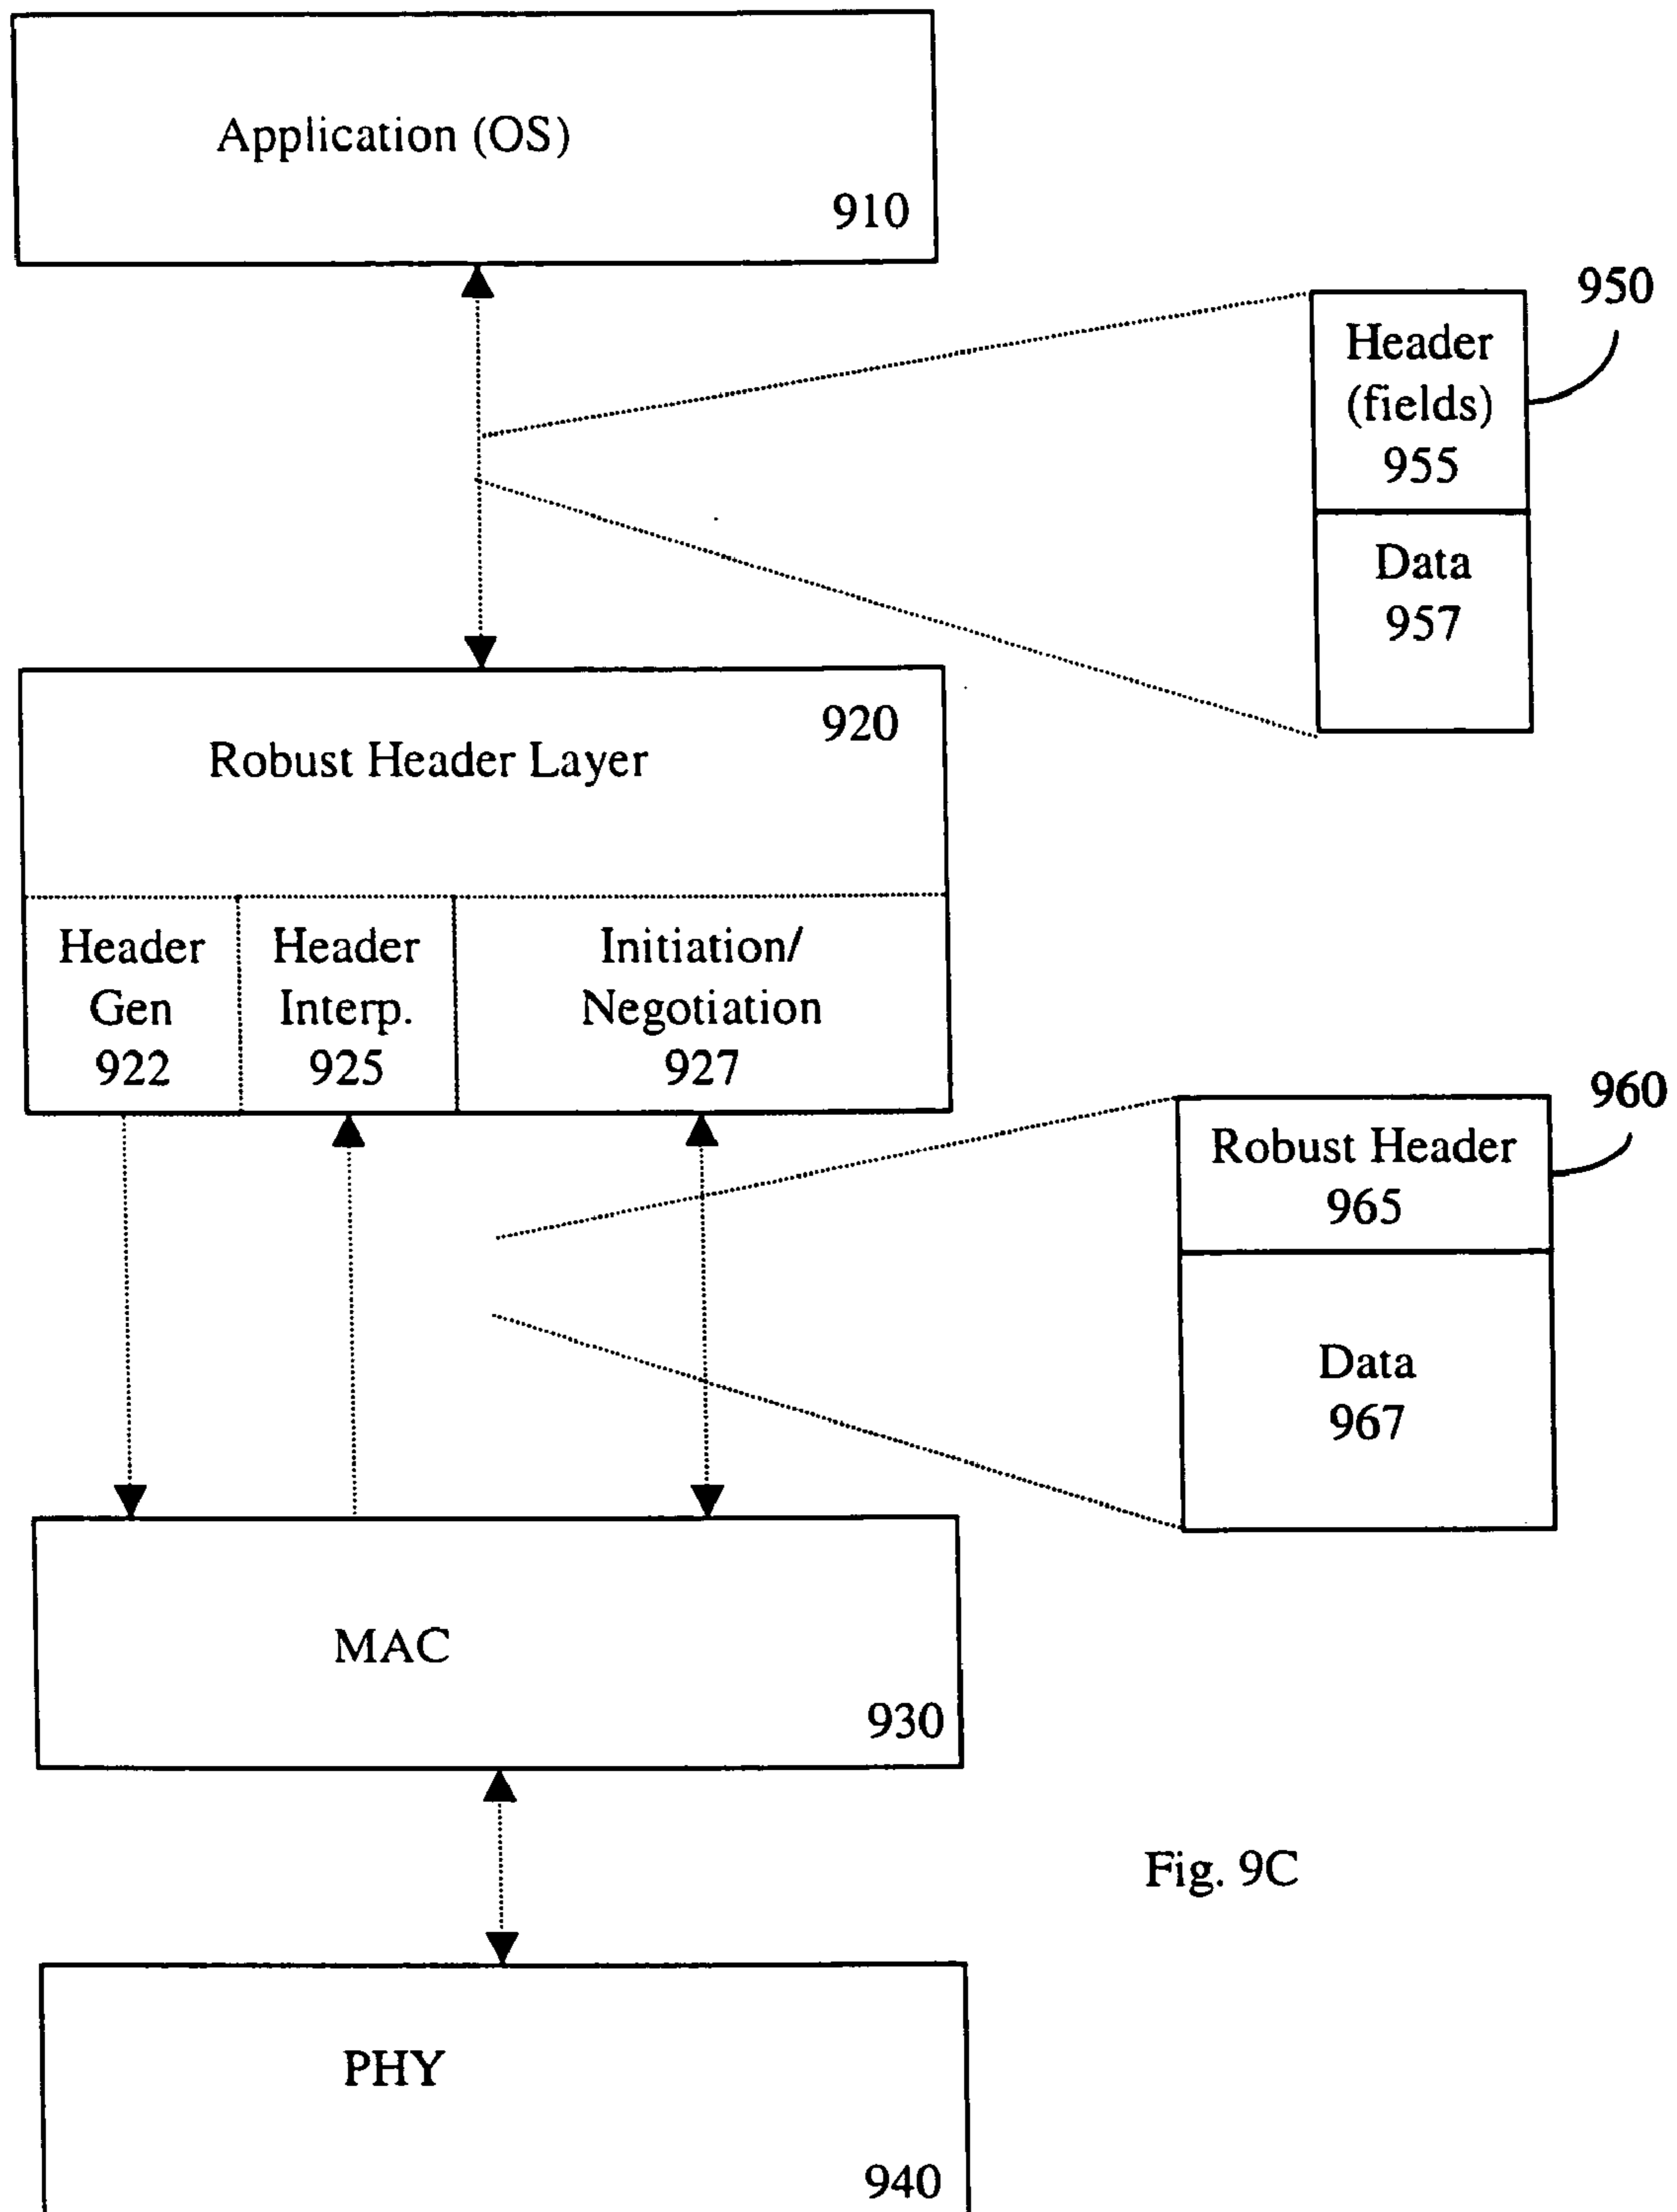 Application (OS)
910
950
Header
(fields)
955
Data
957
920
Robust Header Layer
Header
Gen
922
Header
Interp.
925
Initiation/
Negotiation
927
960
Robust Header
965
Data
967
MAC
930
Fig. 9C
PHY
940